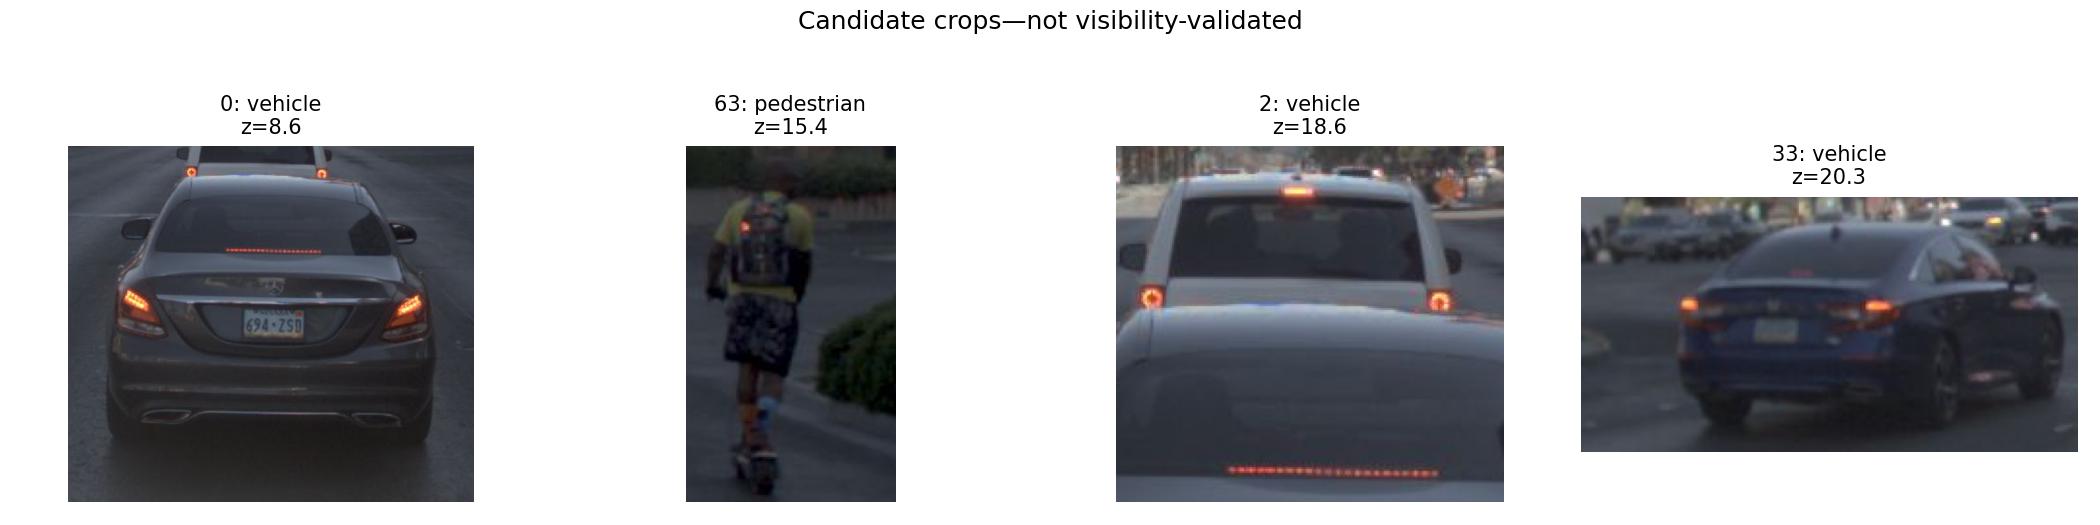 Candidate crops—not visibility-validated
0: vehicle
z=8.6
63: pedestrian
z=15.4
2: vehicle
z=18.6
33: vehicle
z=20.3
694·ZSD